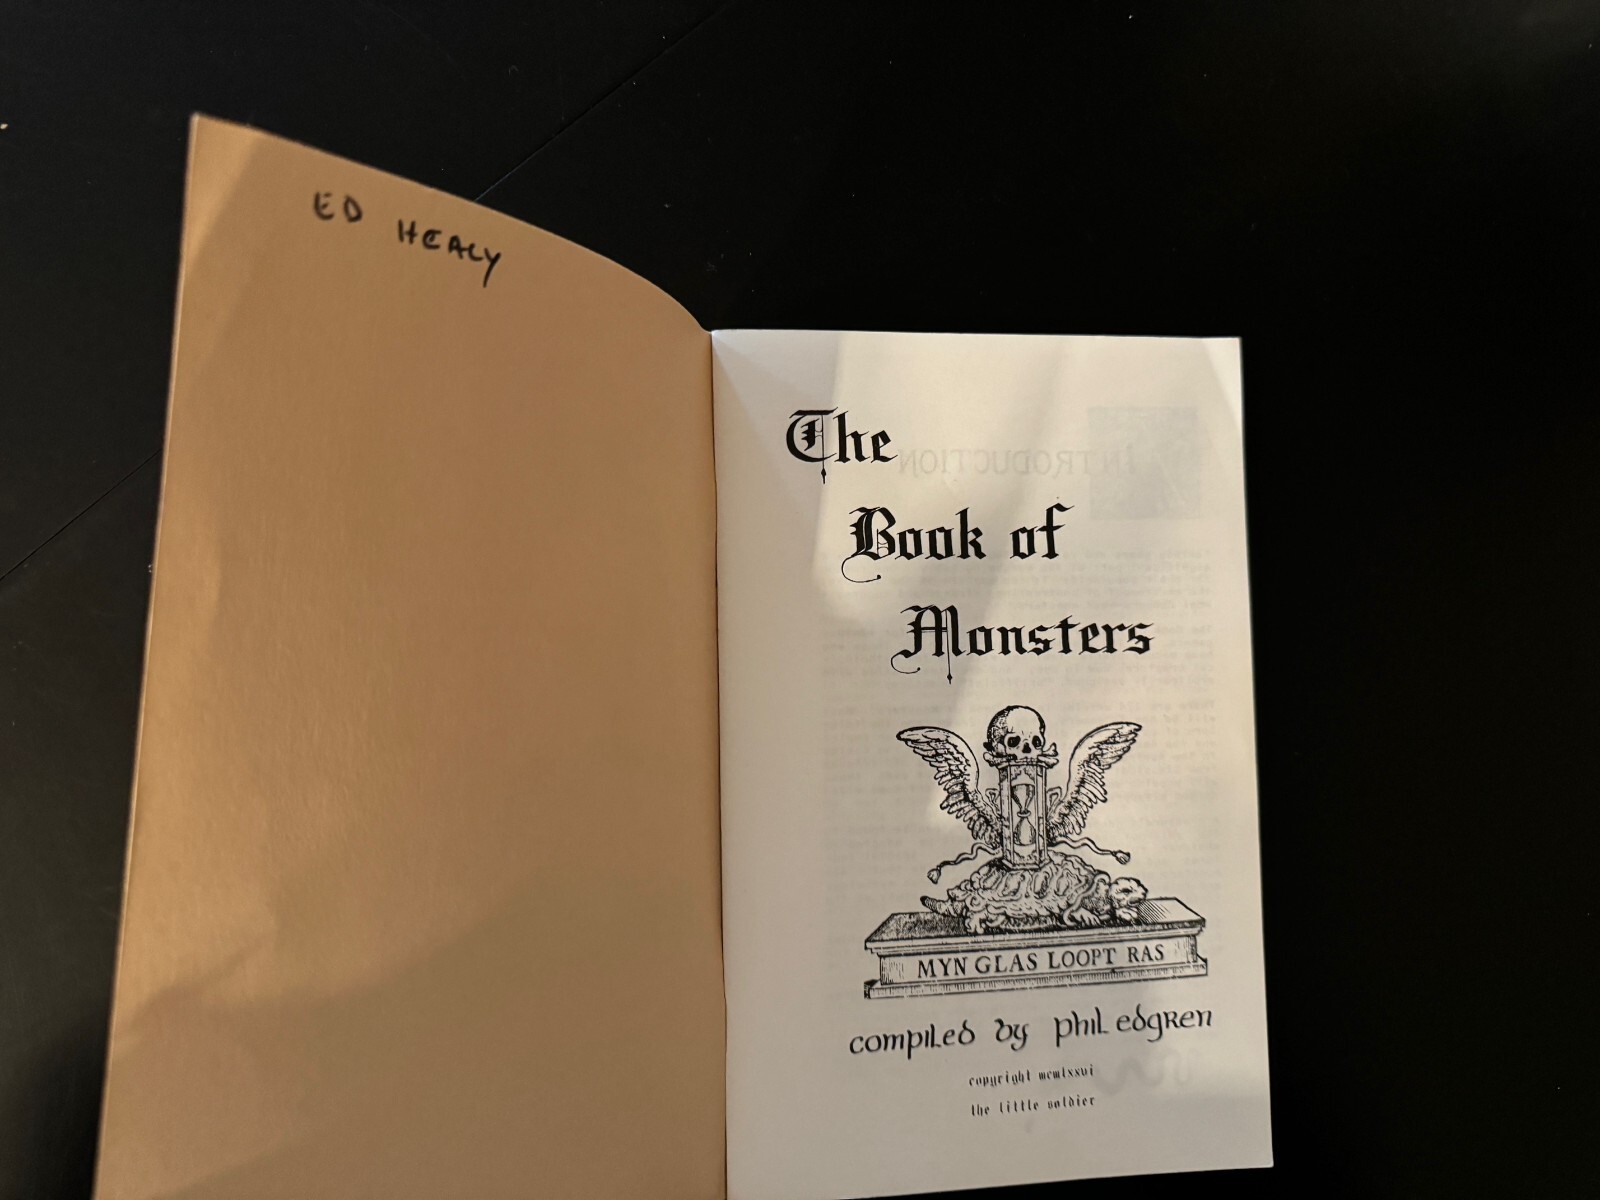 ED HEALY
The
Book of
Monsters
INTRODUCTION
MYN GLAS LOOPT RAS
compiled by phil edgren
copyright mcmlxxvi
the little soldier